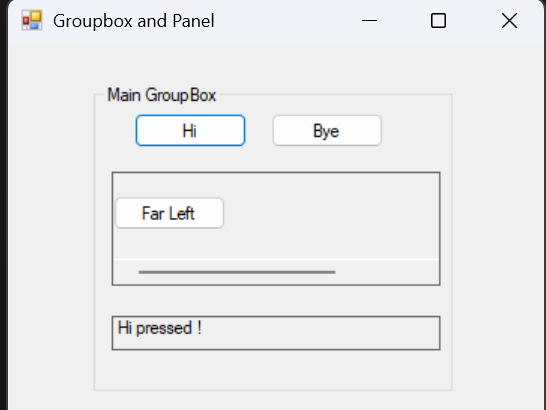 Groupbox and Panel
Main GroupBox
Hi Bye
Far Left
Hi pressed !